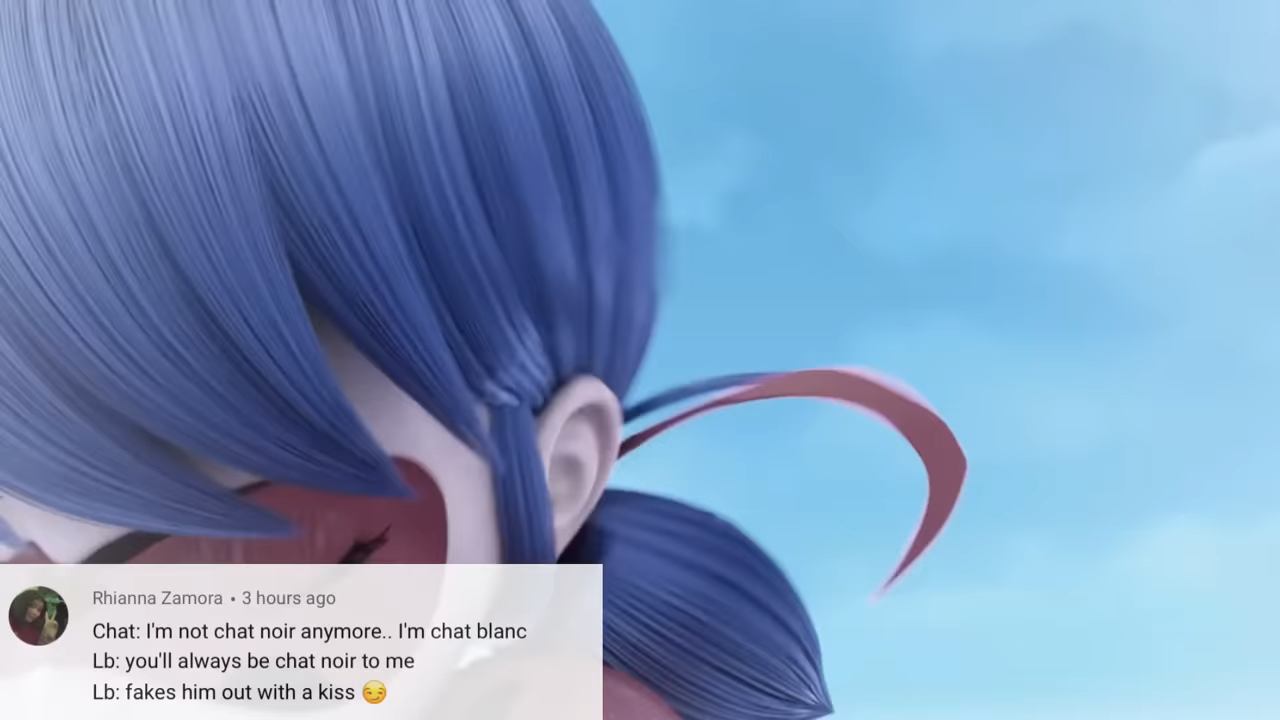 Rhianna Zamora • 3 hours ago
Chat: I'm not chat noir anymore.. I'm chat blanc
Lb: you'll always be chat noir to me
Lb: fakes him out with a kiss 😏